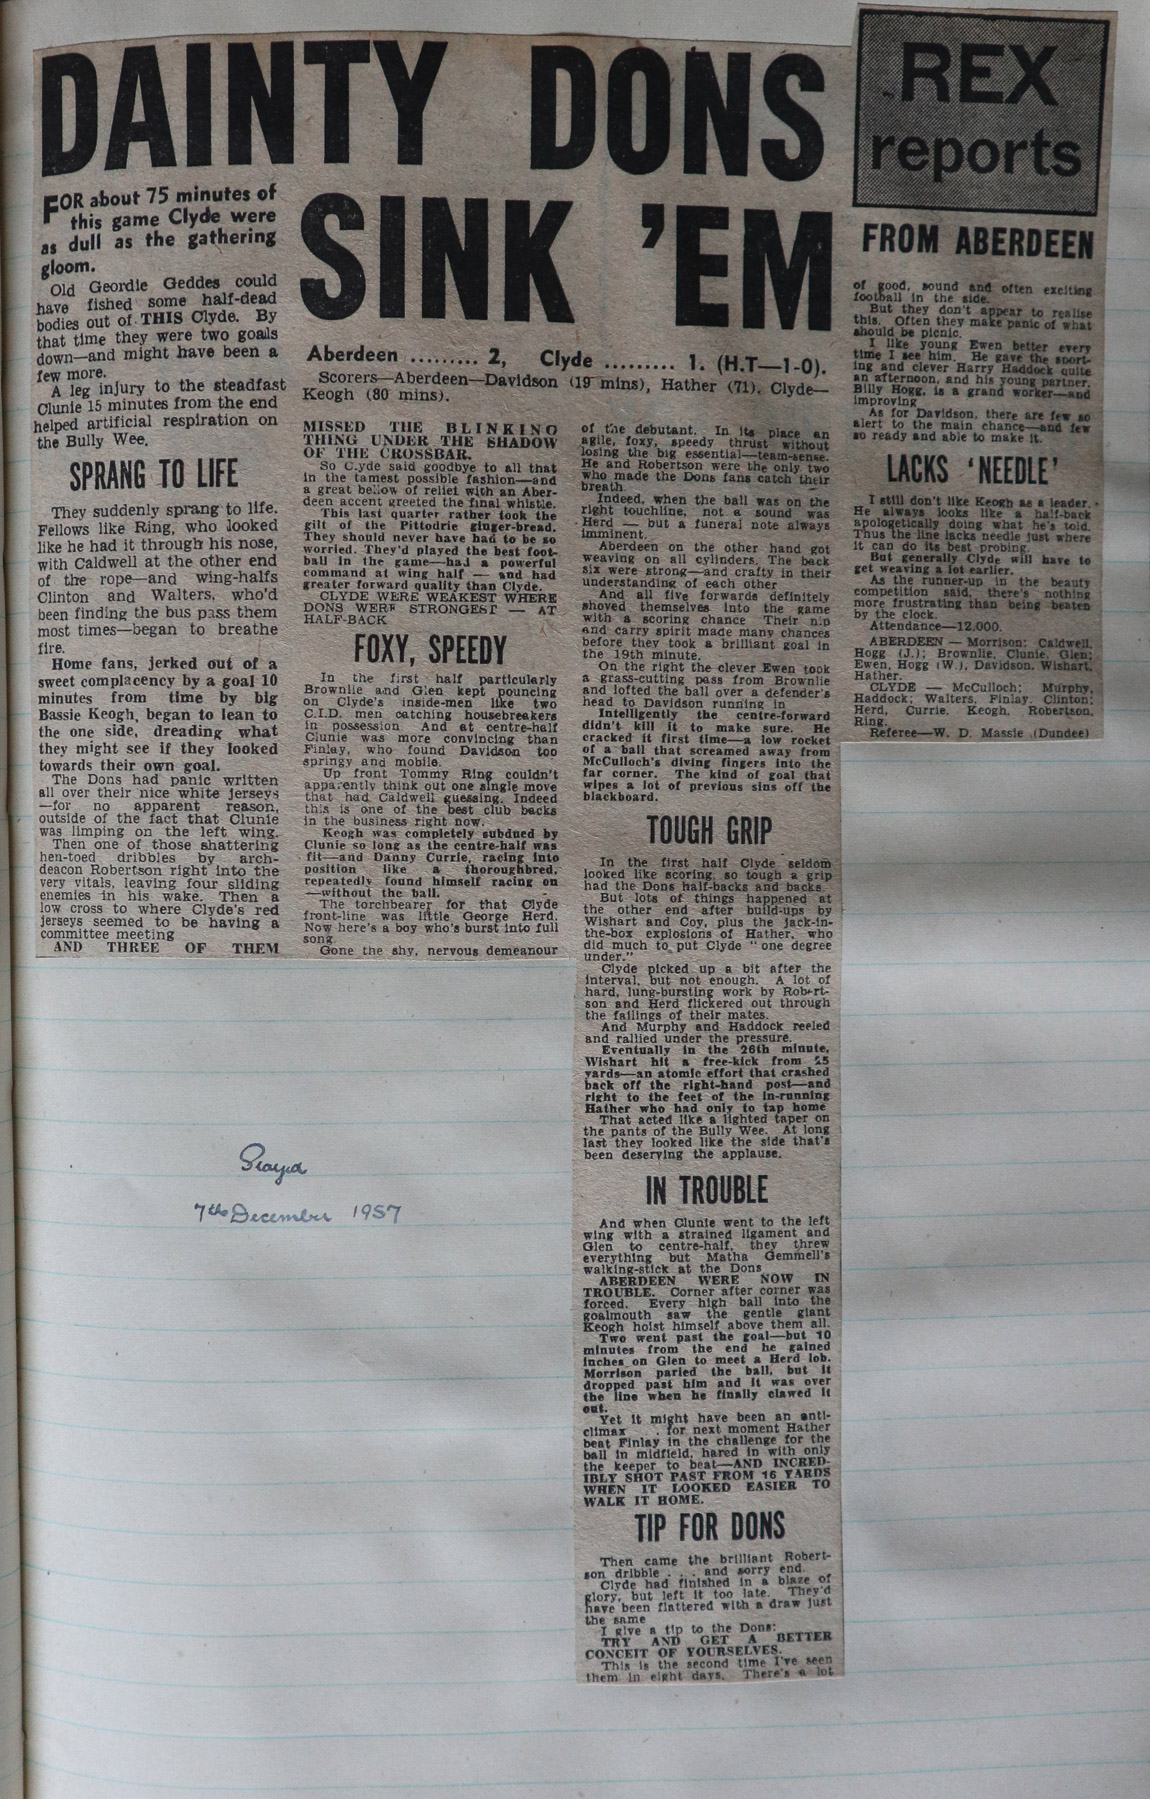 DAINTY DONS
SINK 'EM
REX
reports
FROM ABERDEEN
FOR about 75 minutes of
this game Clyde were
as dull as the gathering
gloom.
Old Geordie Geddes could
have fished some half-dead
bodies out of THIS Clyde. By
that time they were two goals
down—and might have been a
few more.
A leg injury to the steadfast
Clunie 15 minutes from the end
helped artificial respiration on
the Bully Wee.
SPRANG TO LIFE
They suddenly sprang to life.
Fellows like Ring, who looked
like he had it through his nose,
with Caldwell at the other end
of the rope—and wing-halfs
Clinton and Walters, who'd
been finding the bus pass them
most times—began to breathe
fire.
Home fans, jerked out of a
sweet complacency by a goal 10
minutes from time by big
Bassie Keogh, began to lean to
the one side, dreading what
they might see if they looked
towards their own goal.
The Dons had panic written
all over their nice white jerseys
—for no apparent reason,
outside of the fact that Clunie
was limping on the left wing.
Then one of those shattering
hen-toed dribbles by arch-
deacon Robertson right into the
very vitals, leaving four sliding
enemies in his wake. Then a
low cross to where Clyde's red
jerseys seemed to be having a
committee meeting
AND THREE OF THEM
Aberdeen ......... 2, Clyde ......... 1. (H.T—1-0).
Scorers—Aberdeen—Davidson (19 mins), Hather (71). Clyde—
Keogh (80 mins).
MISSED THE BLINKING
THING UNDER THE SHADOW
OF THE CROSSBAR.
So Clyde said goodbye to all that
in the tamest possible fashion—and
a great bellow of relief with an Aber-
deen accent greeted the final whistle.
This last quarter rather took the
gilt of the Pittodrie ginger-bread.
They should never have had to be so
worried. They'd played the best foot-
ball in the game—had a powerful
command at wing half — and had
greater forward quality than Clyde.
CLYDE WERE WEAKEST WHERE
DONS WERE STRONGEST — AT
HALF-BACK
FOXY, SPEEDY
In the first half particularly
Brownlie and Glen kept pouncing
on Clyde's inside-men like two
C.I.D. men catching housebreakers
in possession. And at centre-half
Clunie was more convincing than
Finlay, who found Davidson too
springy and mobile.
Up front Tommy Ring couldn't
apparently think out one single move
that had Caldwell guessing. Indeed
this is one of the best club backs
in the business right now.
Keogh was completely subdued by
Clunie so long as the centre-half was
fit—and Danny Currie, racing into
position like a thoroughbred,
repeatedly found himself racing on
—without the ball.
The torchbearer for that Clyde
front-line was little George Herd.
Now here's a boy who's burst into full
song.
Gone the shy, nervous demeanour
of the debutant. In its place an
agile, foxy, speedy thrust without
losing the big essential—team-sense.
He and Robertson were the only two
who made the Dons fans catch their
breath.
Indeed, when the ball was on the
right touchline, not a sound was
Herd — but a funeral note always
imminent.
Aberdeen on the other hand got
weaving on all cylinders. The back
six were strong—and crafty in their
understanding of each other
And all five forwards definitely
shoved themselves into the game
with a scoring chance Their nip
and carry spirit made many chances
before they took a brilliant goal in
the 19th minute.
On the right the clever Ewen took
a grass-cutting pass from Brownlie
and lofted the ball over a defender's
head to Davidson running in
Intelligently the centre-forward
didn't kill it to make sure. He
cracked it first time—a low rocket
of a ball that screamed away from
McCulloch's diving fingers into the
far corner. The kind of goal that
wipes a lot of previous sins off the
blackboard.
TOUGH GRIP
In the first half Clyde seldom
looked like scoring, so tough a grip
had the Dons half-backs and backs
But lots of things happened at
the other end after build-ups by
Wishart and Coy, plus the jack-in-
the-box explosions of Hather, who
did much to put Clyde "one degree
under."
Clyde picked up a bit after the
interval, but not enough. A lot of
hard, lung-bursting work by Robert-
son and Herd flickered out through
the failings of their mates.
And Murphy and Haddock reeled
and rallied under the pressure.
Eventually in the 26th minute,
Wishart hit a free-kick from 25
yards—an atomic effort that crashed
back off the right-hand post—and
right to the feet of the in-running
Hather who had only to tap home
That acted like a lighted taper on
the pants of the Bully Wee. At long
last they looked like the side that's
been deserving the applause.
IN TROUBLE
And when Clunie went to the left
wing with a strained ligament and
Glen to centre-half, they threw
everything but Matha Gemmell's
walking-stick at the Dons
ABERDEEN WERE NOW IN
TROUBLE. Corner after corner was
forced. Every high ball into the
goalmouth saw the gentle giant
Keogh hoist himself above them all.
Two went past the goal—but 10
minutes from the end he gained
inches on Glen to meet a Herd lob.
Morrison paried the ball, but it
dropped past him and it was over
the line when he finally clawed it
out.
Yet it might have been an anti-
climax . . for next moment Hather
beat Finlay in the challenge for the
ball in midfield, hared in with only
the keeper to beat—AND INCRED-
IBLY SHOT PAST FROM 16 YARDS
WHEN IT LOOKED EASIER TO
WALK IT HOME.
TIP FOR DONS
Then came the brilliant Robert-
son dribble . . . and sorry end.
Clyde had finished in a blaze of
glory, but left it too late. They'd
have been flattered with a draw just
the same
I give a tip to the Dons:
TRY AND GET A BETTER
CONCEIT OF YOURSELVES.
This is the second time I've seen
them in eight days. There's a lot
of good, sound and often exciting
football in the side.
But they don't appear to realise
this. Often they make panic of what
should be picnic.
I like young Ewen better every
time I see him. He gave the sport-
ing and clever Harry Haddock quite
an afternoon, and his young partner,
Billy Hogg, is a grand worker—and
improving
As for Davidson, there are few so
alert to the main chance—and few
so ready and able to make it.
LACKS 'NEEDLE'
I still don't like Keogh as a leader.
He always looks like a half-back
apologetically doing what he's told.
Thus the line lacks needle just where
it can do its best probing.
But generally Clyde will have to
get weaving a lot earlier.
As the runner-up in the beauty
competition said, there's nothing
more frustrating than being beaten
by the clock.
Attendance—12,000.
ABERDEEN — Morrison; Caldwell,
Hogg (J.); Brownlie, Clunie, Glen;
Ewen, Hogg (W.), Davidson, Wishart,
Hather.
CLYDE — McCulloch; Murphy,
Haddock; Walters, Finlay, Clinton;
Herd, Currie, Keogh, Robertson,
Ring.
Referee—W. D. Massie (Dundee)
Played
7th December 1957